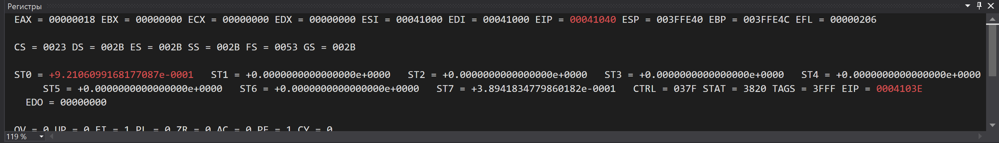 Регистры
EAX = 00000018 EBX = 00000000 ECX = 00000000 EDX = 00000000 ESI = 00041000 EDI = 00041000 EIP = 00041040 ESP = 003FFE40 EBP = 003FFE4C EFL = 00000206
CS = 0023 DS = 002B ES = 002B SS = 002B FS = 0053 GS = 002B
ST0 = +9.2106099168177087e-0001 ST1 = +0.0000000000000000e+0000 ST2 = +0.0000000000000000e+0000 ST3 = +0.0000000000000000e+0000 ST4 = +0.0000000000000000e+0000
ST5 = +0.0000000000000000e+0000 ST6 = +0.0000000000000000e+0000 ST7 = +3.8941834779860182e-0001 CTRL = 037F STAT = 3820 TAGS = 3FFF EIP = 0004103E
EDO = 00000000
OV = 0 UP = 0 EI = 1 PL = 0 ZR = 0 AC = 0 PE = 1 CY = 0
119 %